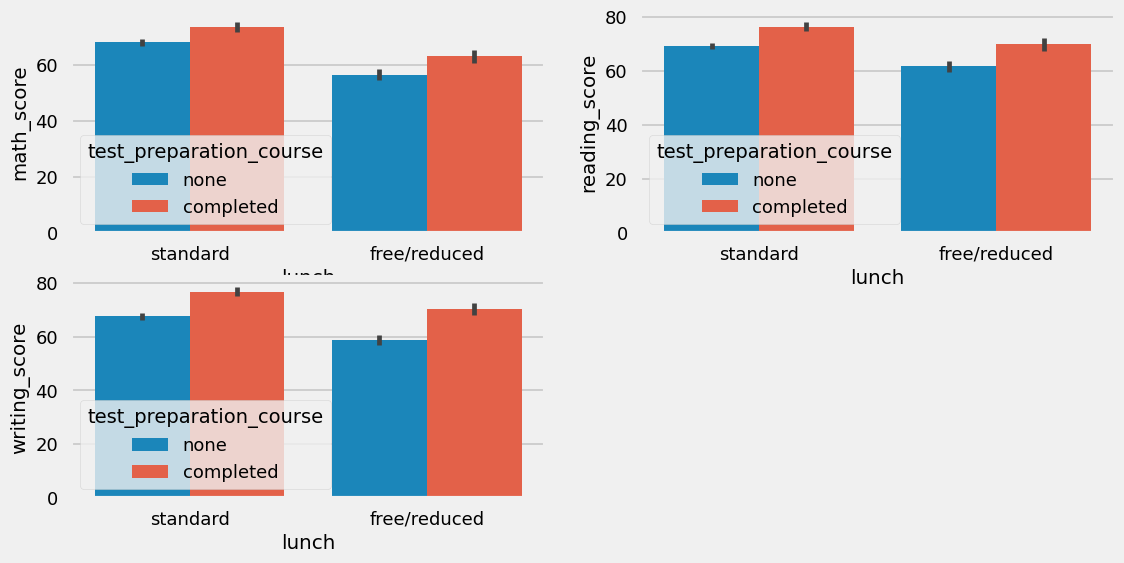 math_score
60
40
20
0
test_preparation_course
none
completed
standard
free/reduced
lunch
reading_score
80
60
40
20
0
test_preparation_course
none
completed
standard
free/reduced
lunch
writing_score
80
60
40
20
0
test_preparation_course
none
completed
standard
free/reduced
lunch